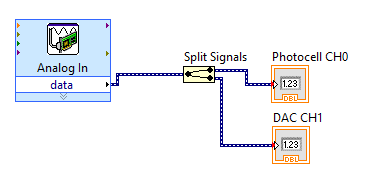 Split Signals
Photocell CH0
Analog In
data
1.23
DBL
DAC CH1
1.23
DBL